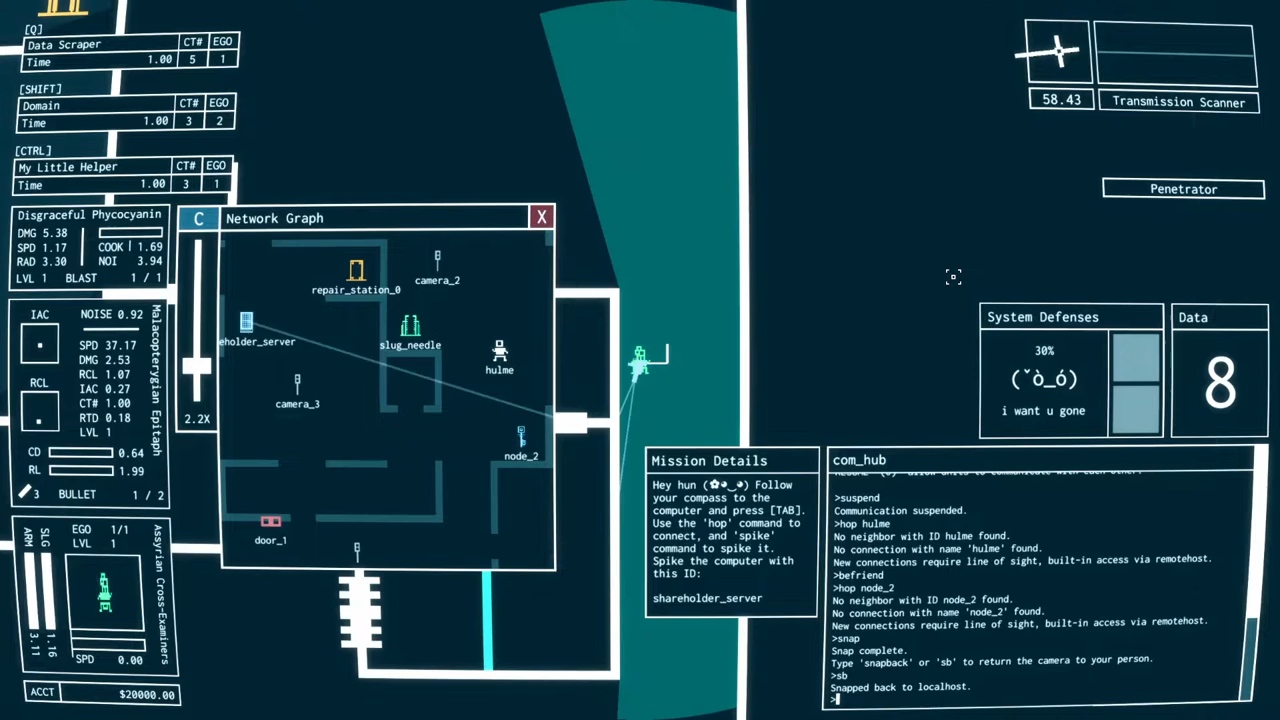 [Q]
Data Scraper CT# EGO
Time 1.00 5 1
[SHIFT]
Domain CT# EGO
Time 1.00 3 2
[CTRL]
My Little Helper CT# EGO
Time 1.00 3 1
Disgraceful Phycocyanin
DMG 5.38
SPD 1.17 COOK 1.69
RAD 3.30 NOI 3.94
LVL 1 BLAST 1 / 1
IAC NOISE 0.92
SPD 37.17
DMG 2.53
RCL RCL 1.07
IAC 0.27
CT# 1.00
RTD 0.18
LVL 1
CD 0.64
RL 1.99
3 BULLET 1 / 2
Malacopterygian Epitaph
EGO 1/1
LVL 1
ARM SLG
3.11 1.16
SPD 0.00
Assyrian Cross-Examiners
ACCT $20000.00
C Network Graph X
2.2X
repair_station_0
camera_2
eholder_server
slug_needle
hulme
camera_3
node_2
door_1
58.43 Transmission Scanner
Penetrator
System Defenses
30%
(˘ò_ó)
i want u gone
Data
8
Mission Details
Hey hun (✿◕‿◕) Follow
your compass to the
computer and press [TAB].
Use the 'hop' command to
connect, and 'spike'
command to spike it.
Spike the computer with
this ID:
shareholder_server
com_hub
>suspend
Communication suspended.
>hop hulme
No neighbor with ID hulme found.
No connection with name 'hulme' found.
New connections require line of sight, built-in access via remotehost.
>befriend
>hop node_2
No neighbor with ID node_2 found.
No connection with name 'node_2' found.
New connections require line of sight, built-in access via remotehost.
>snap
Snap complete.
Type 'snapback' or 'sb' to return the camera to your person.
>sb
Snapped back to localhost.
>